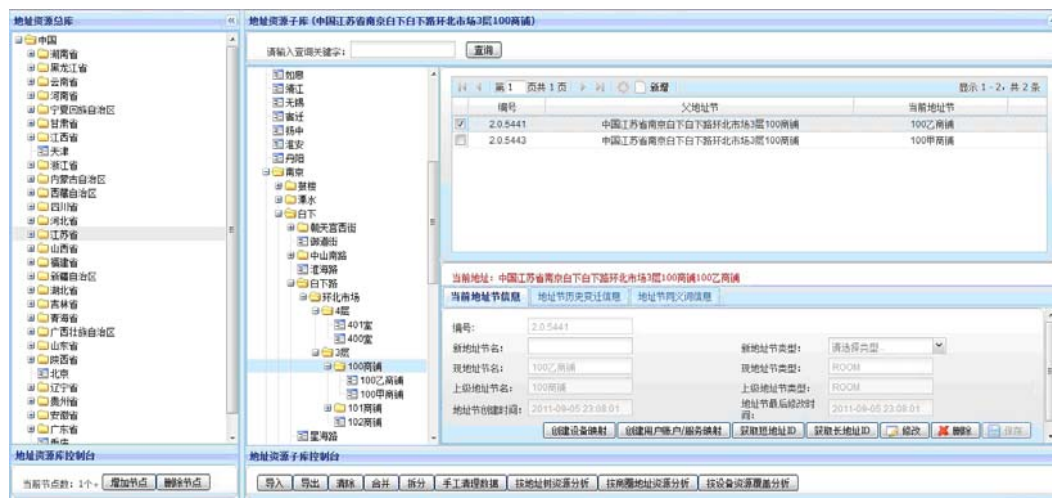 地址资源总库
中国
湖南省
黑龙江省
云南省
河南省
宁夏回族自治区
甘肃省
江西省
天津
浙江省
内蒙古自治区
西藏自治区
四川省
河北省
江苏省
山西省
福建省
新疆自治区
湖北省
吉林省
青海省
广西壮族自治区
山东省
陕西省
北京
辽宁省
贵州省
安徽省
广东省
重庆
地址资源库控制台
当前节点数: 1个。 增加节点 删除节点
地址资源子库 (中国江苏省南京白下白下路环北市场3层100商铺)
请输入查询关键字: 查询
如皋
靖江
无锡
宿迁
扬中
淮安
丹阳
南京
鼓楼
溧水
白下
朝天宫西街
御道街
中山南路
淮海路
白下路
环北市场
4层
401室
400室
3层
100商铺
100乙商铺
100甲商铺
101商铺
102商铺
星海路
第 1 页共 1 页 新增 显示 1 - 2, 共 2 条
编号 父地址节 当前地址节
2.0.5441 中国江苏省南京白下白下路环北市场3层100商铺 100乙商铺
2.0.5443 中国江苏省南京白下白下路环北市场3层100商铺 100甲商铺
当前地址: 中国江苏省南京白下白下路环北市场3层100商铺100乙商铺
当前地址节信息 地址节历史变迁信息 地址节同义词信息
编号: 2.0.5441
新地址节名: 新地址节类型: 请选择类型...
现地址节名: 100乙商铺 现地址节类型: ROOM
上级地址节名: 100商铺 上级地址节类型: ROOM
地址节创建时间: 2011-09-05 23:08:01 地址节最后修改时间: 2011-09-05 23:08:01
创建设备映射 创建用户账户/服务映射 获取短地址ID 获取长地址ID 修改 删除 保存
地址资源子库控制台
导入 导出 清除 合并 拆分 手工清理数据 按地址树资源分析 按商圈地址资源分析 按设备资源覆盖分析